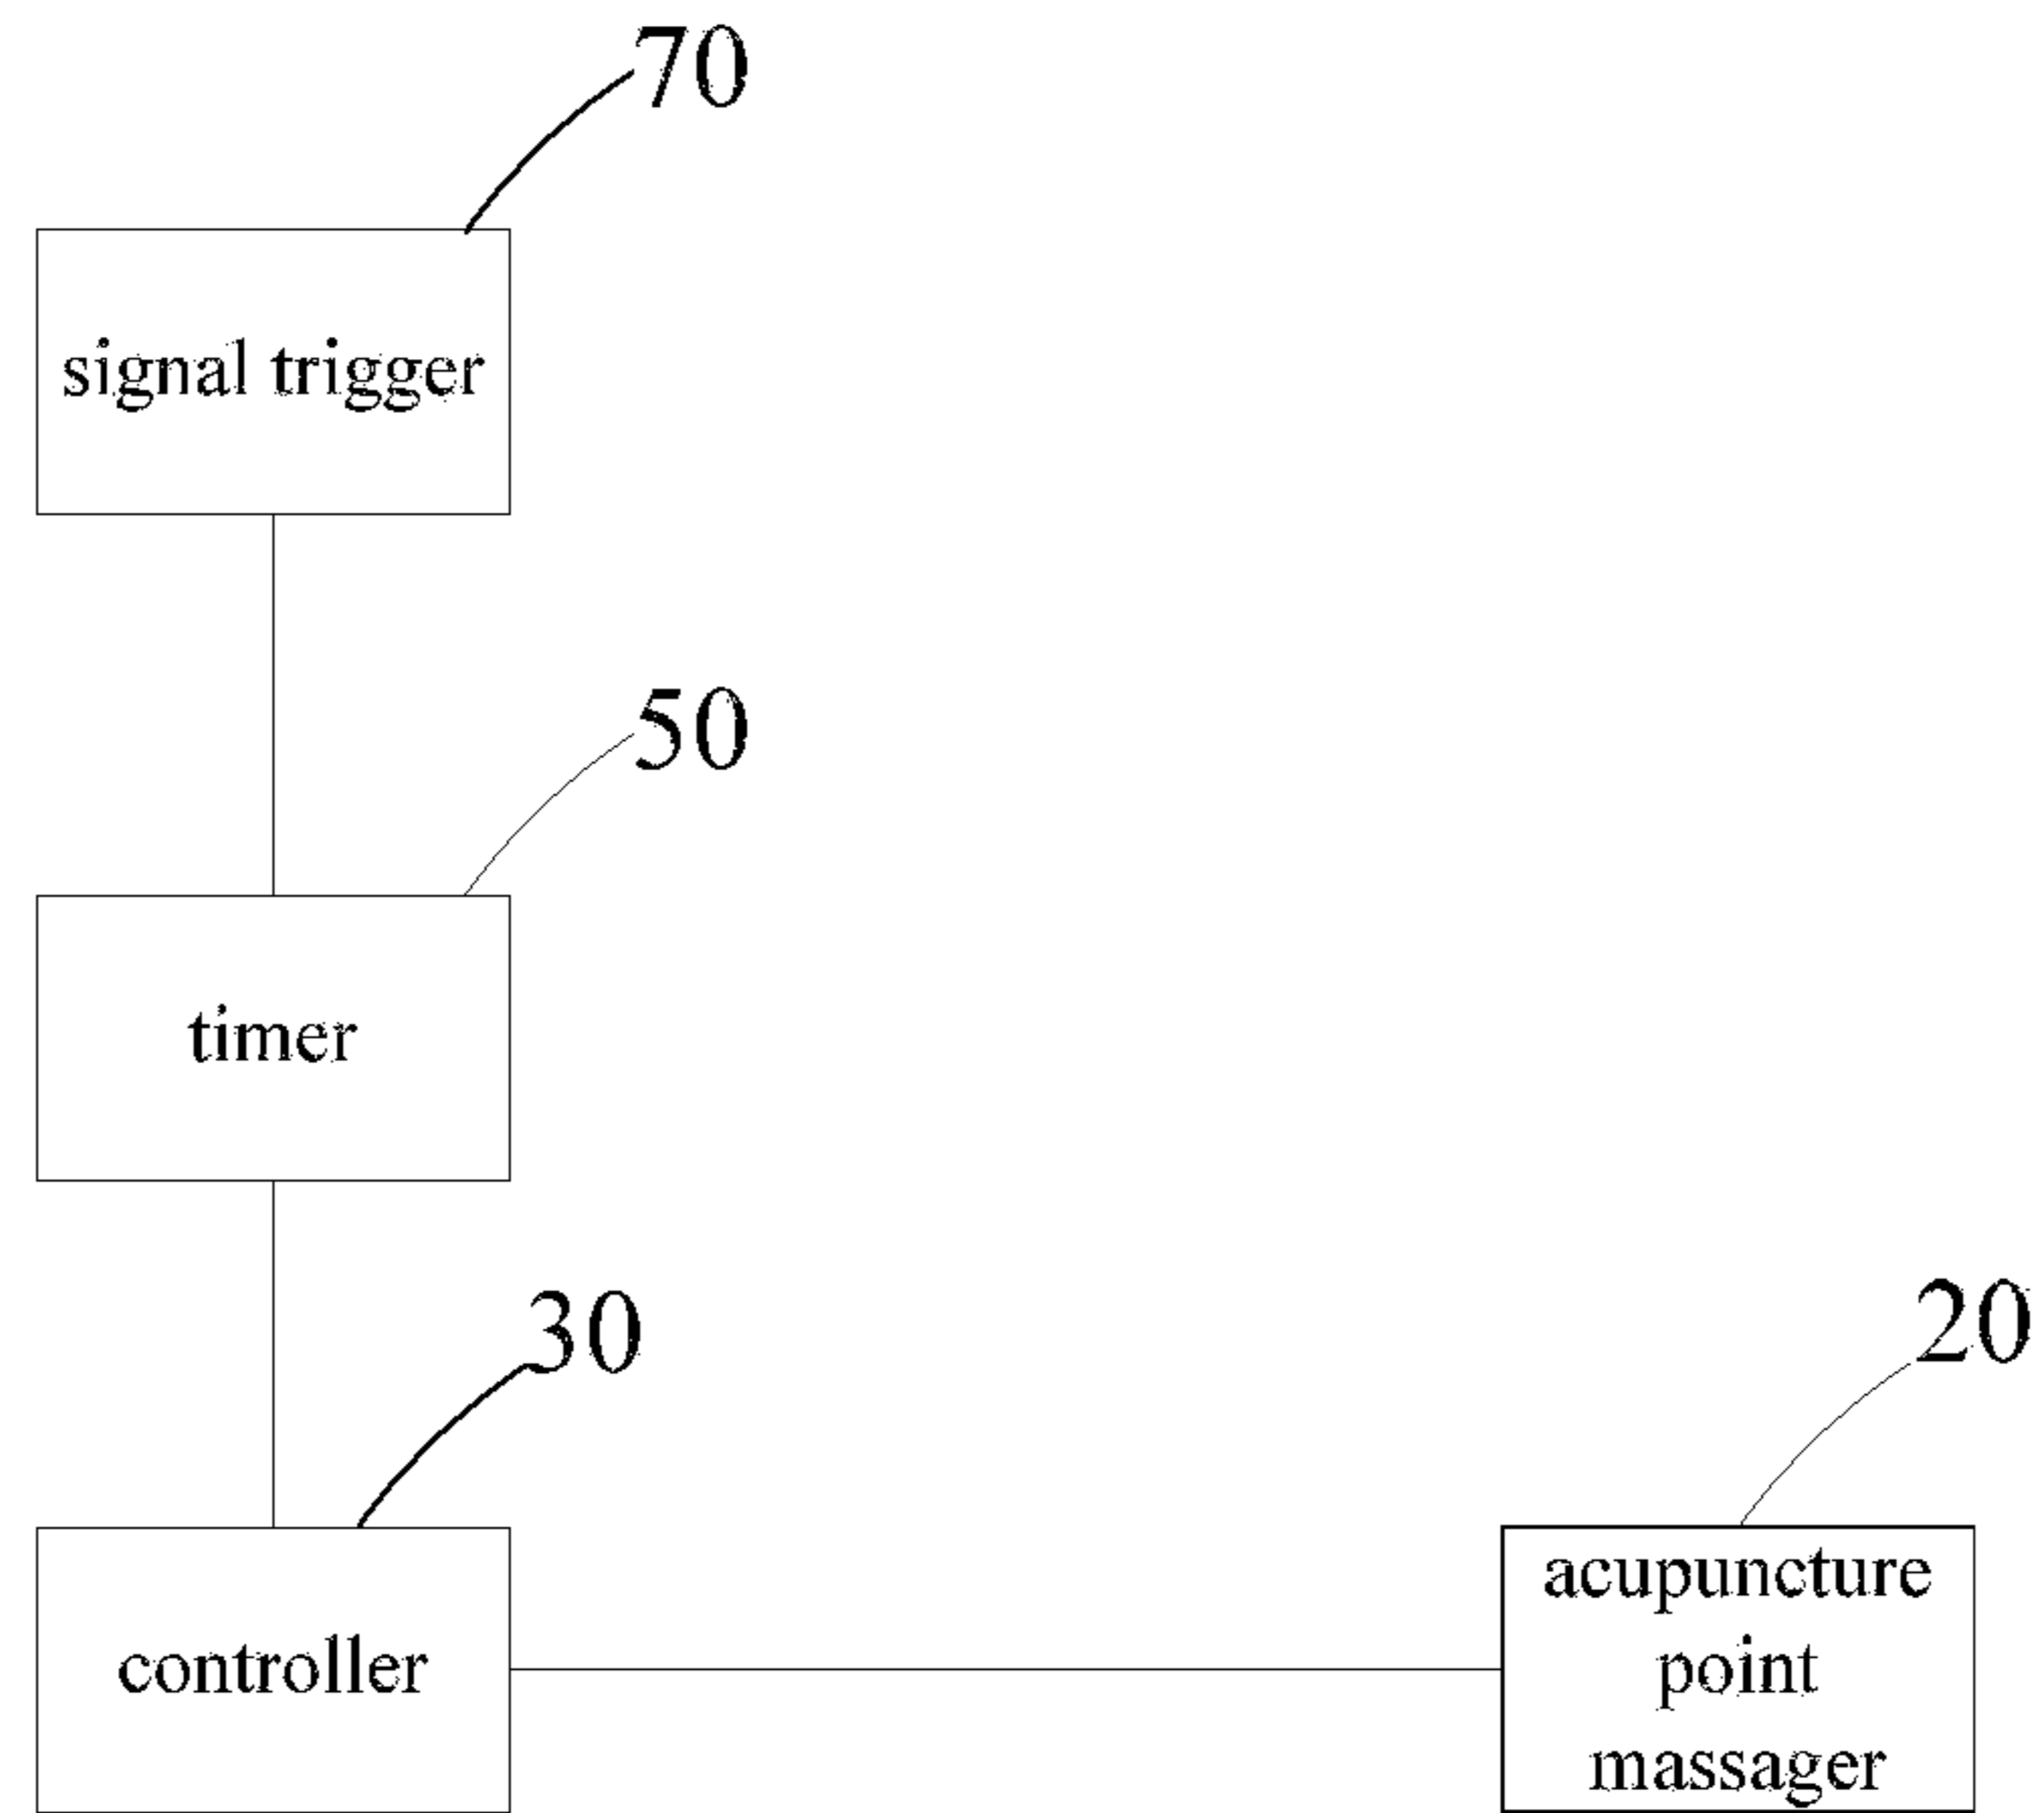 70
signal trigger
50
timer
30
20
controller
acupuncture
point
massager